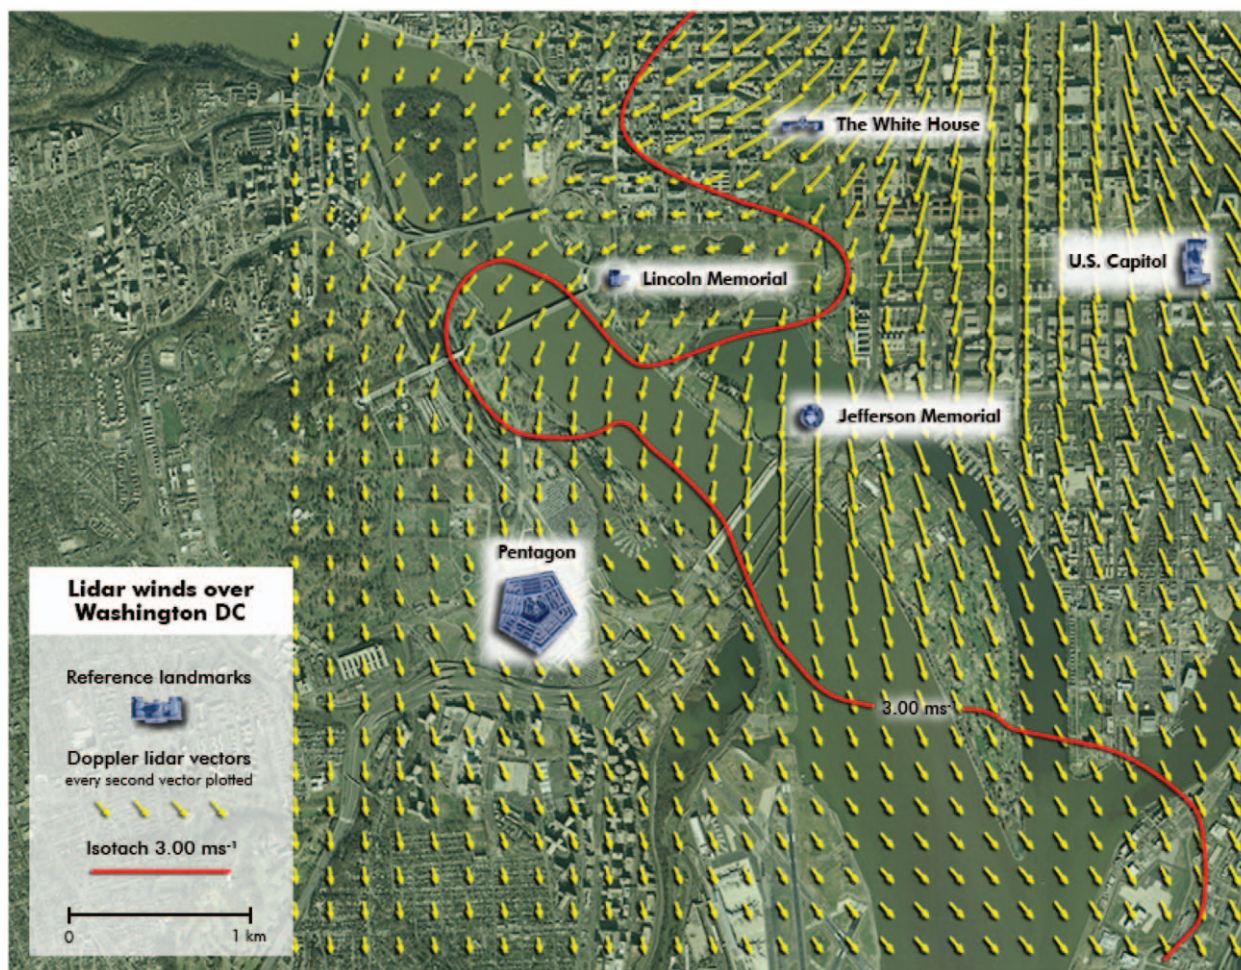 The White House
U.S. Capitol
Lincoln Memorial
Jefferson Memorial
Pentagon
3.00 ms⁻¹
Lidar winds over
Washington DC
Reference landmarks
Doppler lidar vectors
every second vector plotted
Isotach 3.00 ms⁻¹
0 1 km